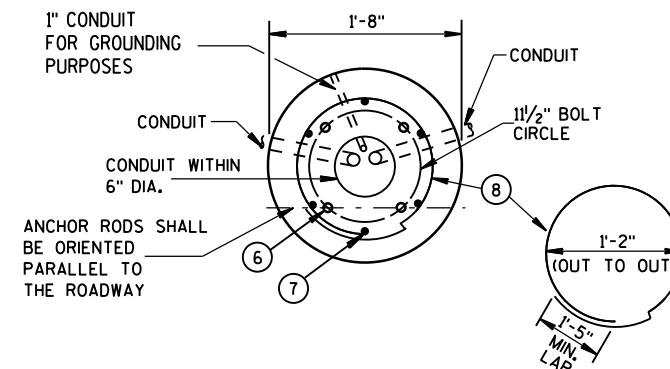 1" CONDUIT
FOR GROUNDING
PURPOSES
1'-8"
CONDUIT
CONDUIT
11½" BOLT
CIRCLE
CONDUIT WITHIN
6" DIA.
8
ANCHOR RODS SHALL
BE ORIENTED
PARALLEL TO
THE ROADWAY
6
7
1'-2"
(OUT TO OUT
1'-5"
MIN.
LAP